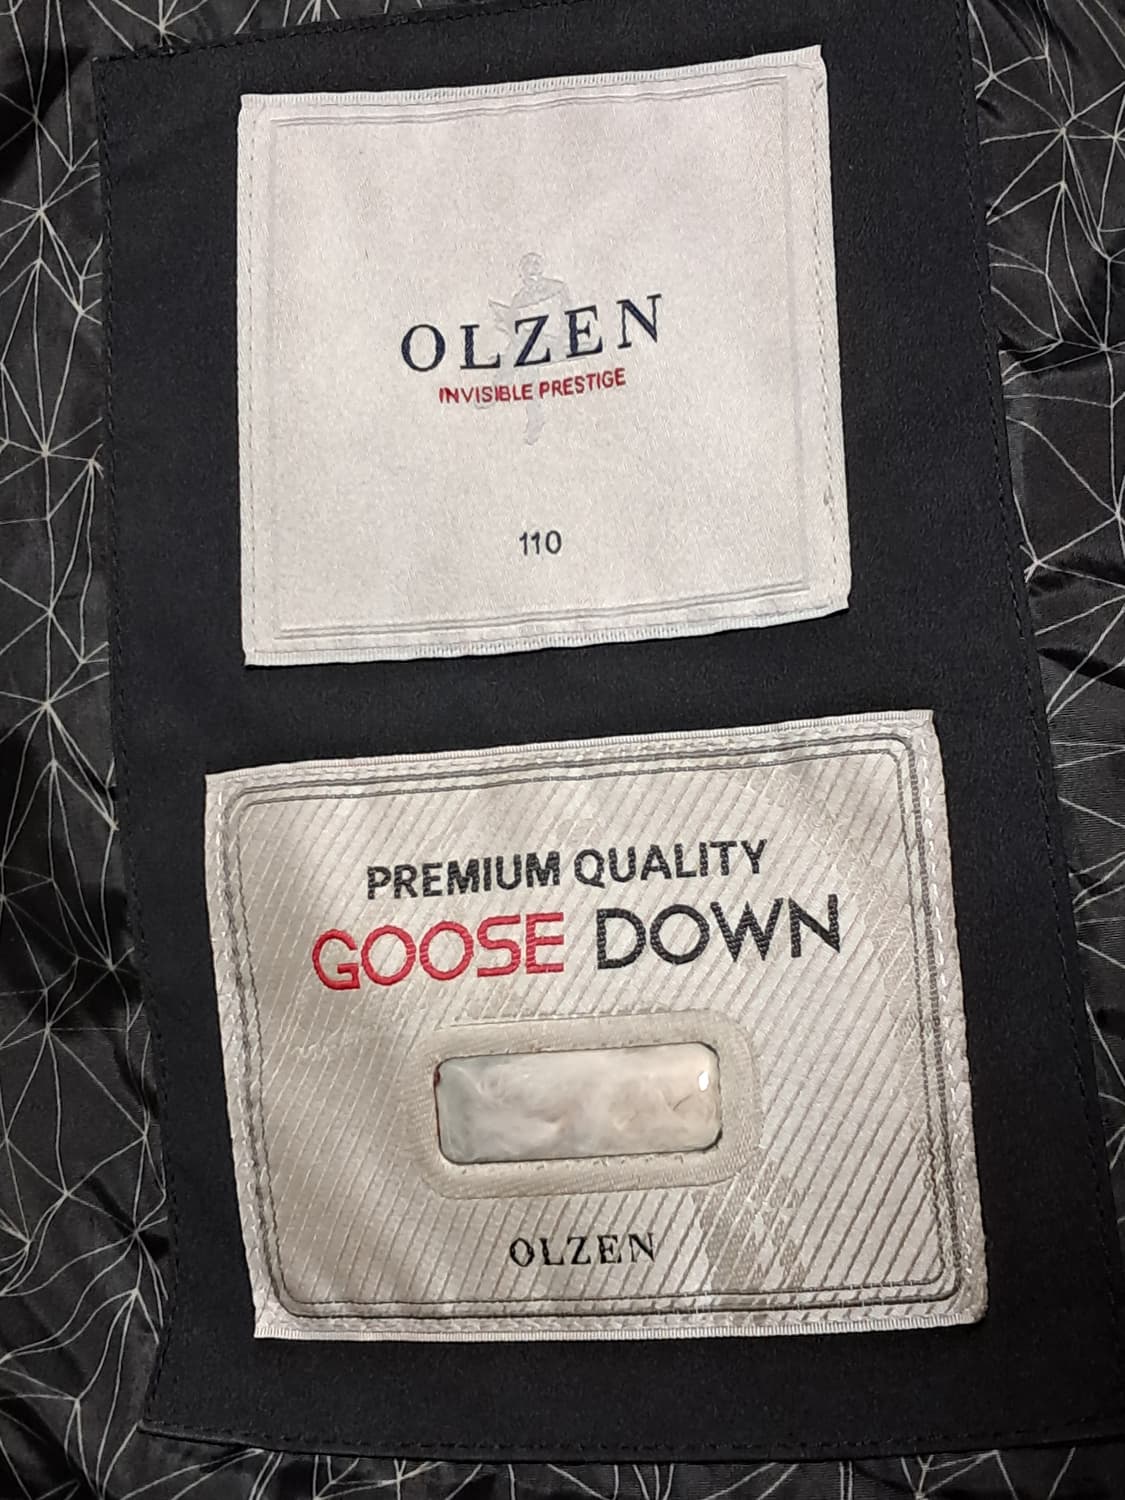 OLZEN
INVISIBLE PRESTIGE
110
PREMIUM QUALITY
GOOSE DOWN
OLZEN